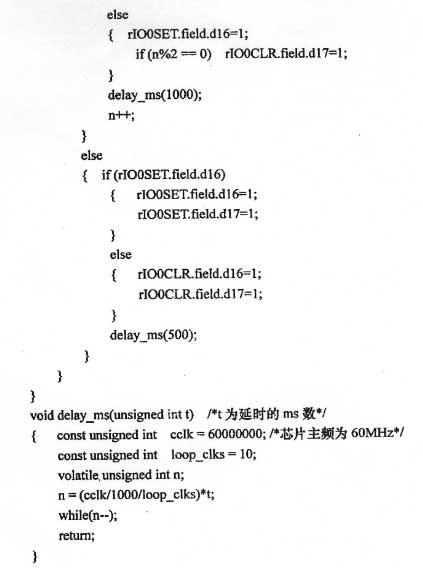 else
{ rIO0SET.field.d16=1;
if (n%2 == 0) rIO0CLR.field.d17=1;
}
delay_ms(1000);
n++;
}
else
{ if (rIO0SET.field.d16)
{ rIO0SET.field.d16=1;
rIO0SET.field.d17=1;
}
else
{ rIO0CLR.field.d16=1;
rIO0CLR.field.d17=1;
}
delay_ms(500);
}
}
}
void delay_ms(unsigned int t) /*t 为延时的 ms 数*/
{ const unsigned int cclk = 60000000; /*芯片主频为 60MHz*/
const unsigned int loop_clks = 10;
volatile unsigned int n;
n = (cclk/1000/loop_clks)*t;
while(n--);
return;
}